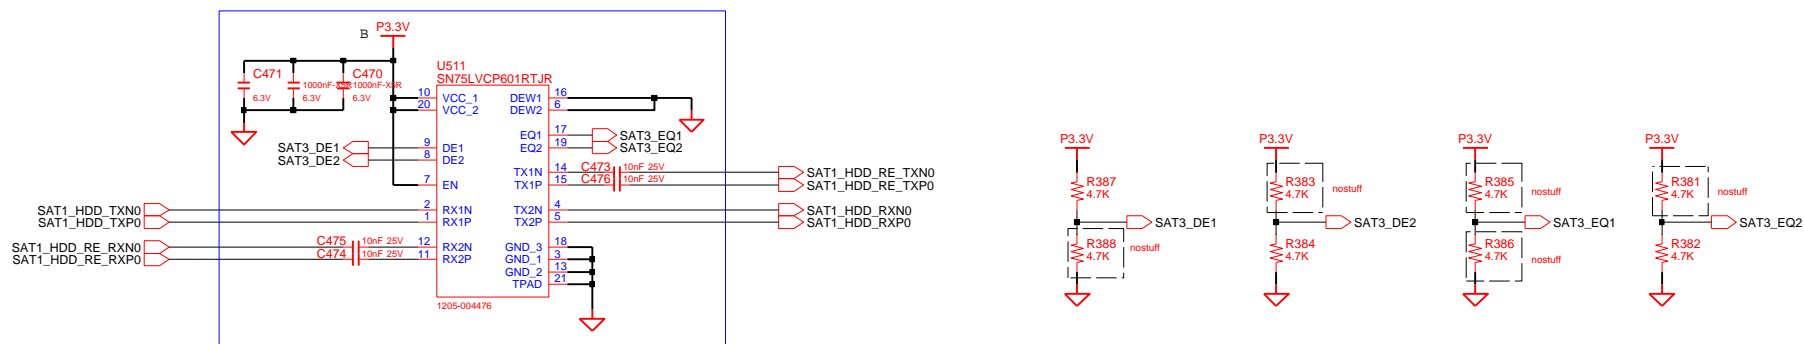 B P3.3V
C471
1000nF-X5R
6.3V
6.3V
C470
1000nF-X5R
6.3V
U511
SN75LVCP601RTJR
10 VCC_1
20 VCC_2
9 DE1
8 DE2
7 EN
2 RX1N
1 RX1P
12 RX2N
11 RX2P
DEW1 16
DEW2 6
EQ1 17
EQ2 19
TX1N 14
TX1P 15
TX2N 4
TX2P 5
GND_3 18
GND_1 3
GND_2 13
TPAD 21
1205-004476
SAT3_DE1
SAT3_DE2
SAT1_HDD_TXN0
SAT1_HDD_TXP0
SAT1_HDD_RE_RXN0
SAT1_HDD_RE_RXP0
C475 10nF 25V
C474 10nF 25V
SAT3_EQ1
SAT3_EQ2
C473 10nF 25V
C476 10nF 25V
SAT1_HDD_RE_TXN0
SAT1_HDD_RE_TXP0
SAT1_HDD_RXN0
SAT1_HDD_RXP0
P3.3V
R387
4.7K
SAT3_DE1
R388
4.7K
nostuff
P3.3V
R383
4.7K
nostuff
SAT3_DE2
R384
4.7K
P3.3V
R385
4.7K
nostuff
SAT3_EQ1
R386
4.7K
nostuff
P3.3V
R381
4.7K
nostuff
SAT3_EQ2
R382
4.7K